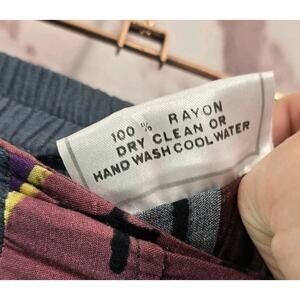 100 % RAYON
DRY CLEAN OR
HAND WASH COOL WATER